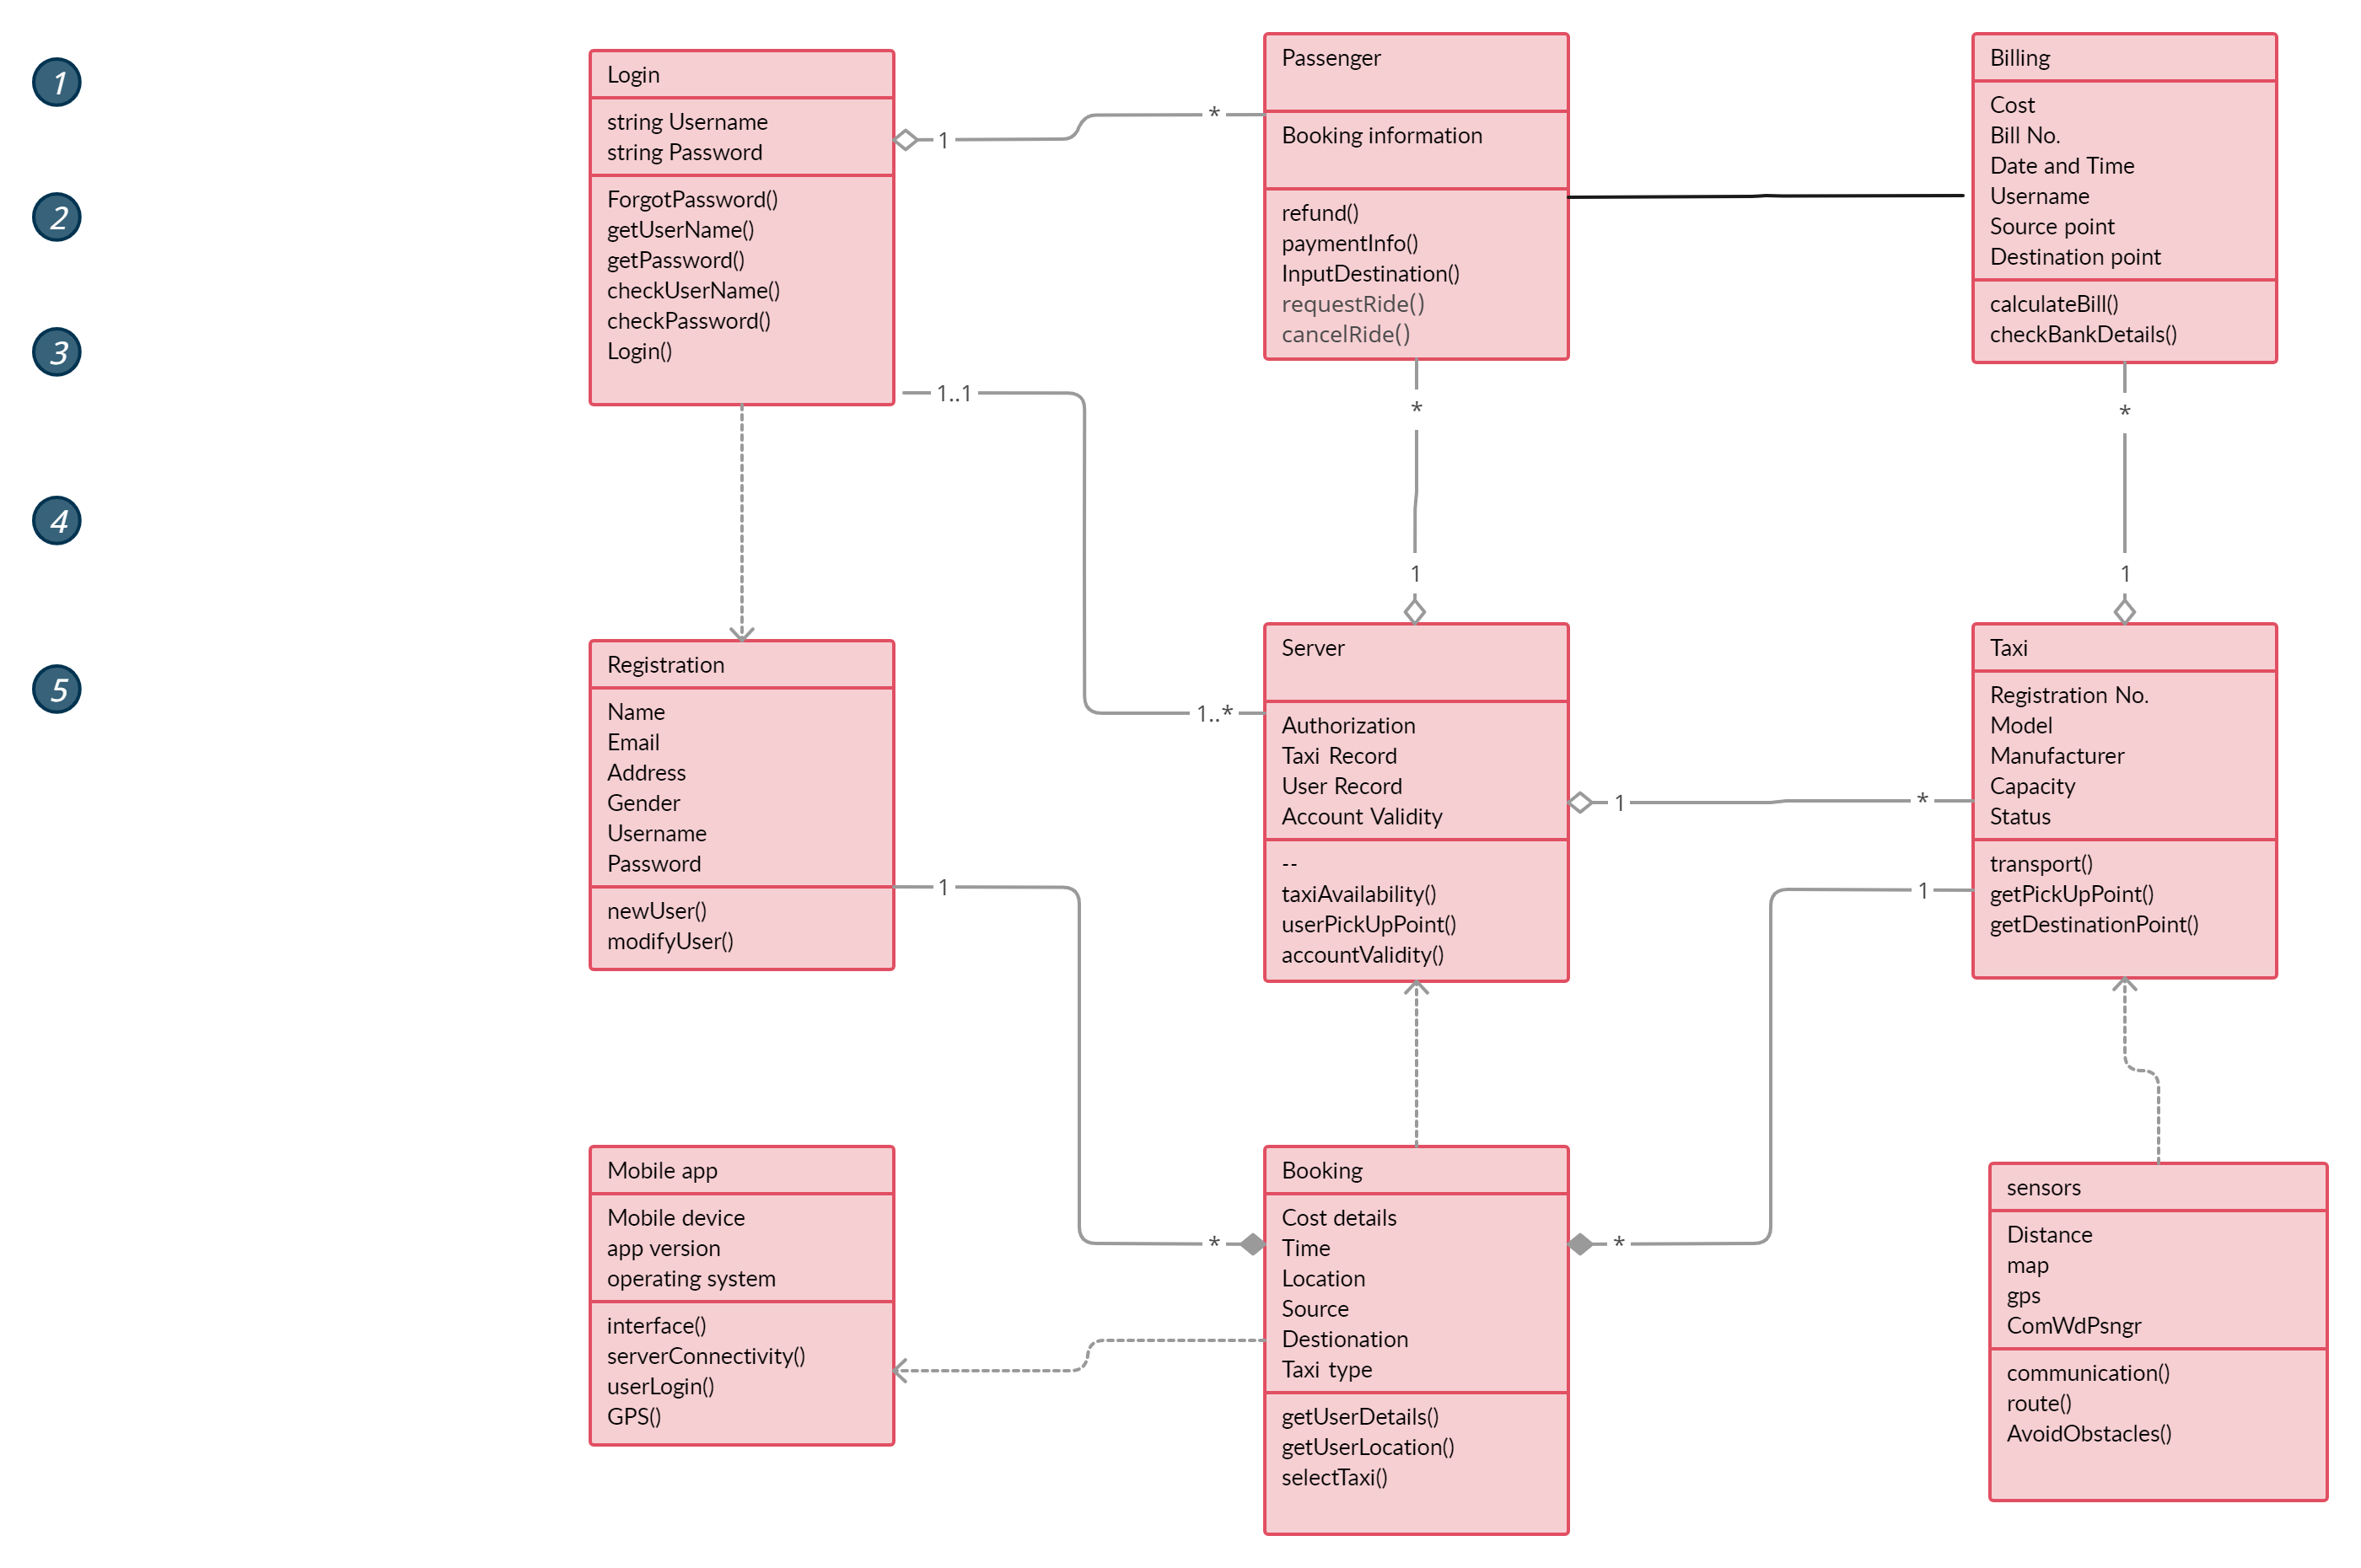 1
2
3
4
5
Login
string Username
string Password
ForgotPassword()
getUserName()
getPassword()
checkUserName()
checkPassword()
Login()
1
*
Passenger
Booking information
refund()
paymentInfo()
InputDestination()
requestRide()
cancelRide()
Billing
Cost
Bill No.
Date and Time
Username
Source point
Destination point
calculateBill()
checkBankDetails()
1..1
1..*
*
1
*
1
Registration
Name
Email
Address
Gender
Username
Password
newUser()
modifyUser()
Server
Authorization
Taxi Record
User Record
Account Validity
--
taxiAvailability()
userPickUpPoint()
accountValidity()
1
*
Taxi
Registration No.
Model
Manufacturer
Capacity
Status
transport()
getPickUpPoint()
getDestinationPoint()
1
*
1
*
Mobile app
Mobile device
app version
operating system
interface()
serverConnectivity()
userLogin()
GPS()
Booking
Cost details
Time
Location
Source
Destionation
Taxi type
getUserDetails()
getUserLocation()
selectTaxi()
sensors
Distance
map
gps
ComWdPsngr
communication()
route()
AvoidObstacles()